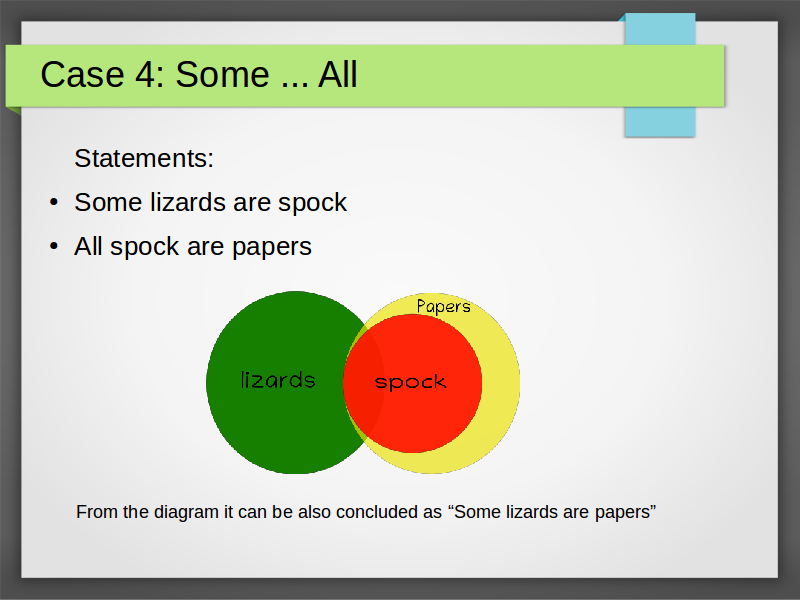 Case 4: Some ... All
Statements:
• Some lizards are spock
• All spock are papers
Papers
lizards
spock
From the diagram it can be also concluded as “Some lizards are papers”